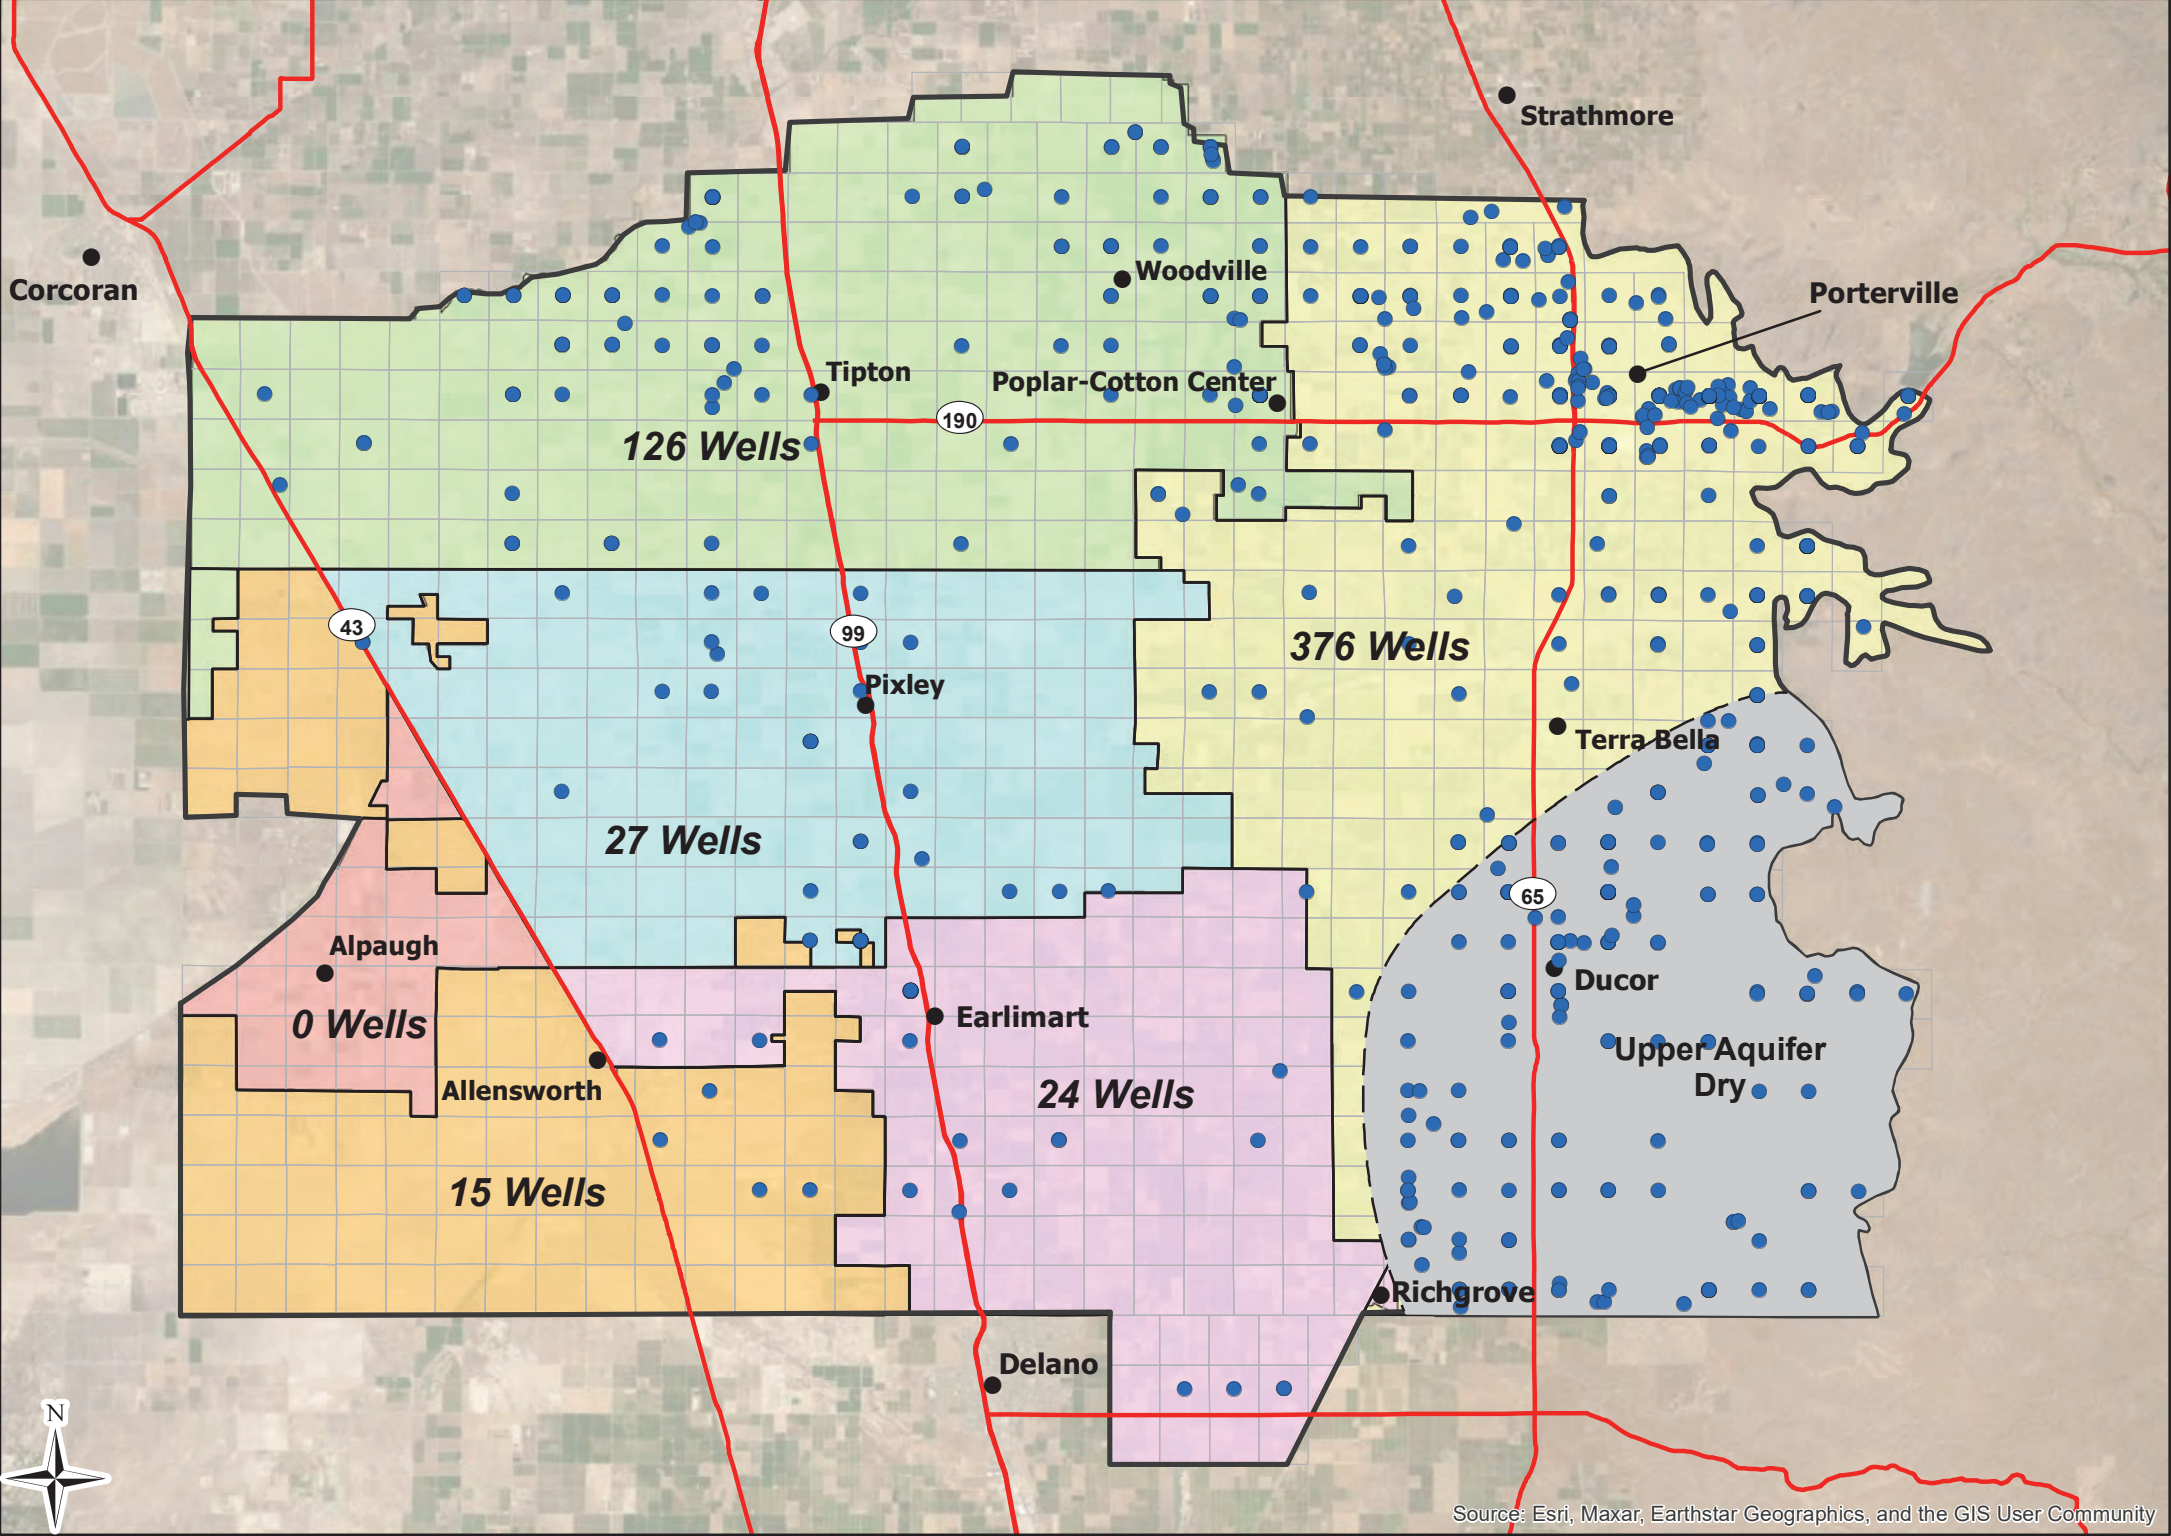 Strathmore
Corcoran
Woodville
Porterville
Tipton
Poplar-Cotton Center
190
126 Wells
43
99
376 Wells
Pixley
Terra Bella
27 Wells
65
Alpaugh
Ducor
0 Wells
Earlimart
Upper Aquifer
Dry
Allensworth
24 Wells
15 Wells
Richgrove
Delano
N
Source: Esri, Maxar, Earthstar Geographics, and the GIS User Community